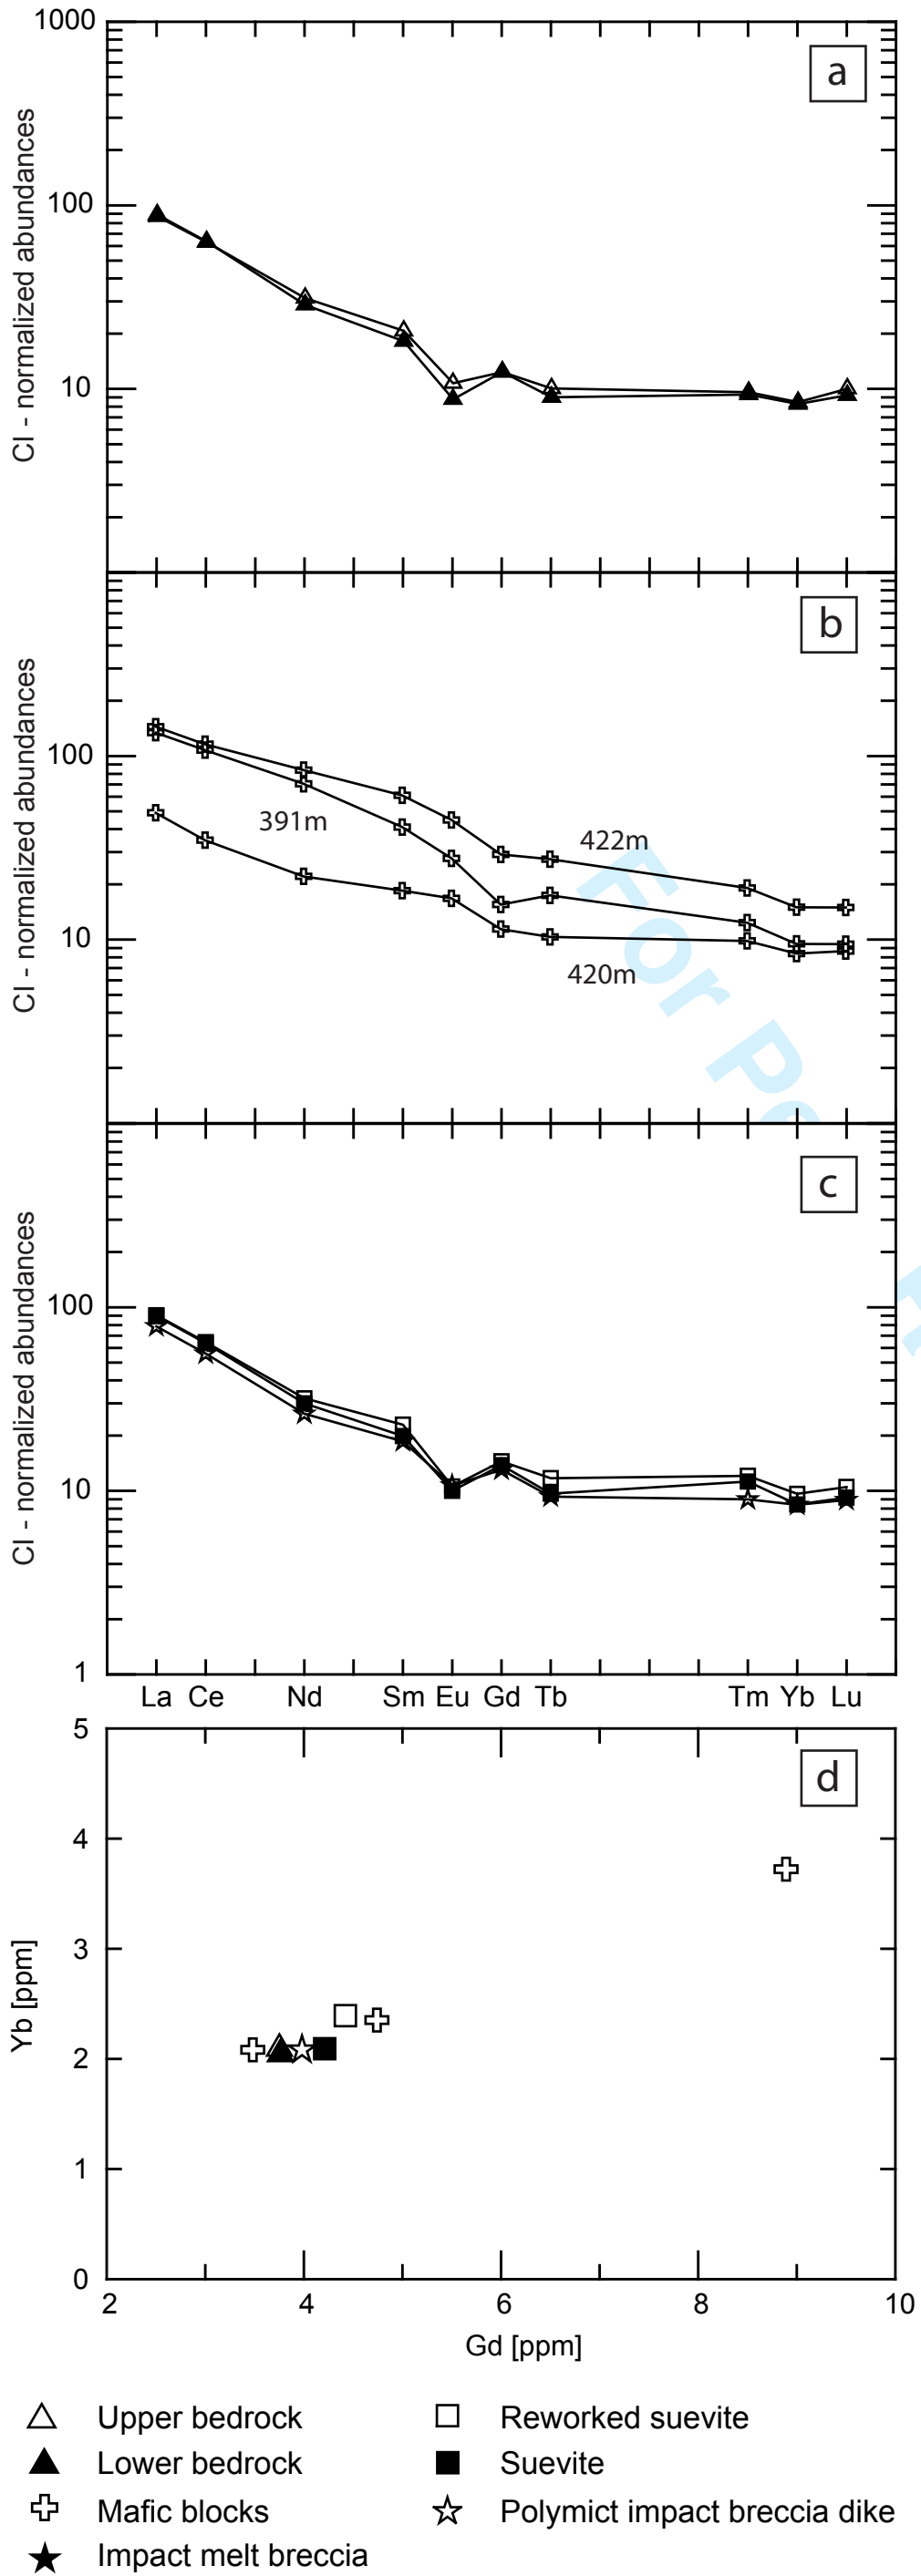 1000
a
CI - normalized abundances
100
10
b
CI - normalized abundances
100
391m
422m
10
420m
For Pe
c
CI - normalized abundances
100
10
1
La Ce Nd Sm Eu Gd Tb Tm Yb Lu
5
d
4
Yb [ppm]
3
2
1
0
2 4 6 8 10
Gd [ppm]
Upper bedrock
Reworked suevite
Lower bedrock
Suevite
Mafic blocks
Polymict impact breccia dike
Impact melt breccia